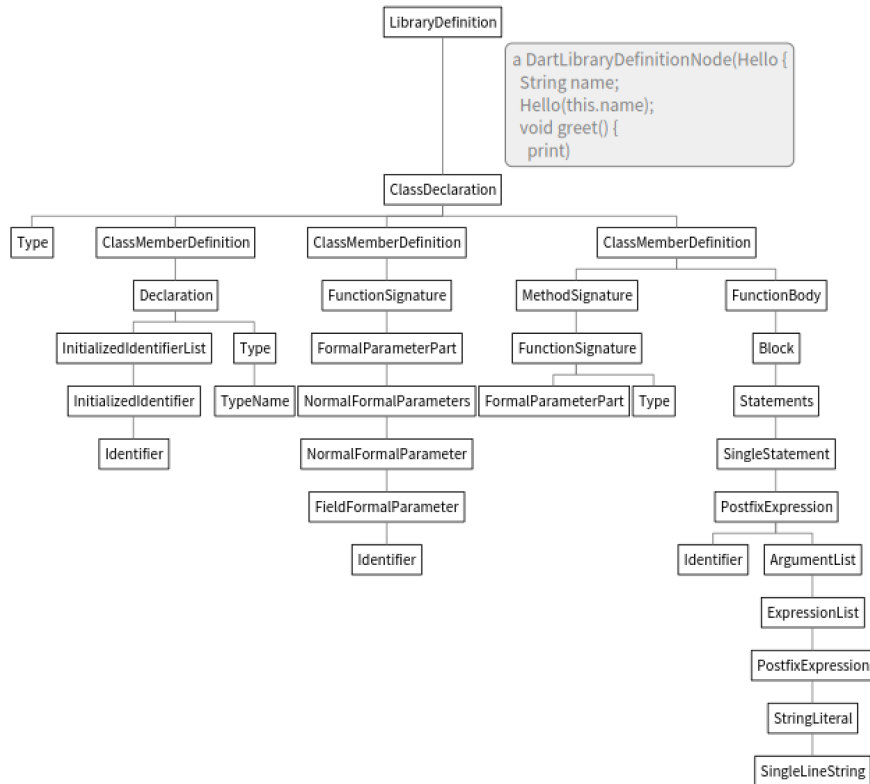 LibraryDefinition
a DartLibraryDefinitionNode(Hello {
String name;
Hello(this.name);
void greet() {
print)
ClassDeclaration
Type ClassMemberDefinition ClassMemberDefinition ClassMemberDefinition
Declaration FunctionSignature MethodSignature FunctionBody
InitializedIdentifierList Type FormalParameterPart FunctionSignature Block
InitializedIdentifier TypeName NormalFormalParameters FormalParameterPart Type Statements
Identifier NormalFormalParameter SingleStatement
FieldFormalParameter PostfixExpression
Identifier Identifier ArgumentList
ExpressionList
PostfixExpression
StringLiteral
SingleLineString